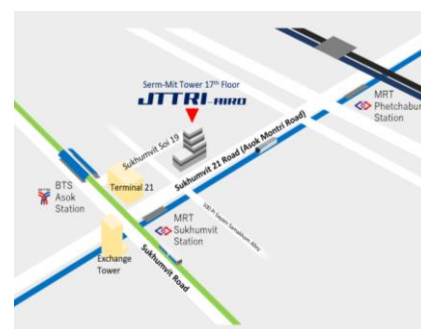 Serm-Mit Tower 17th Floor
JTTRI-AIRD
MRT
Phetchaburi
Station
Sukhumvit Soi 19
Sukhumvit 21 Road (Asok Montri Road)
BTS
Asok
Station
Terminal 21
MRT
Sukhumvit
Station
Exchange
Tower
Sukhumvit Road